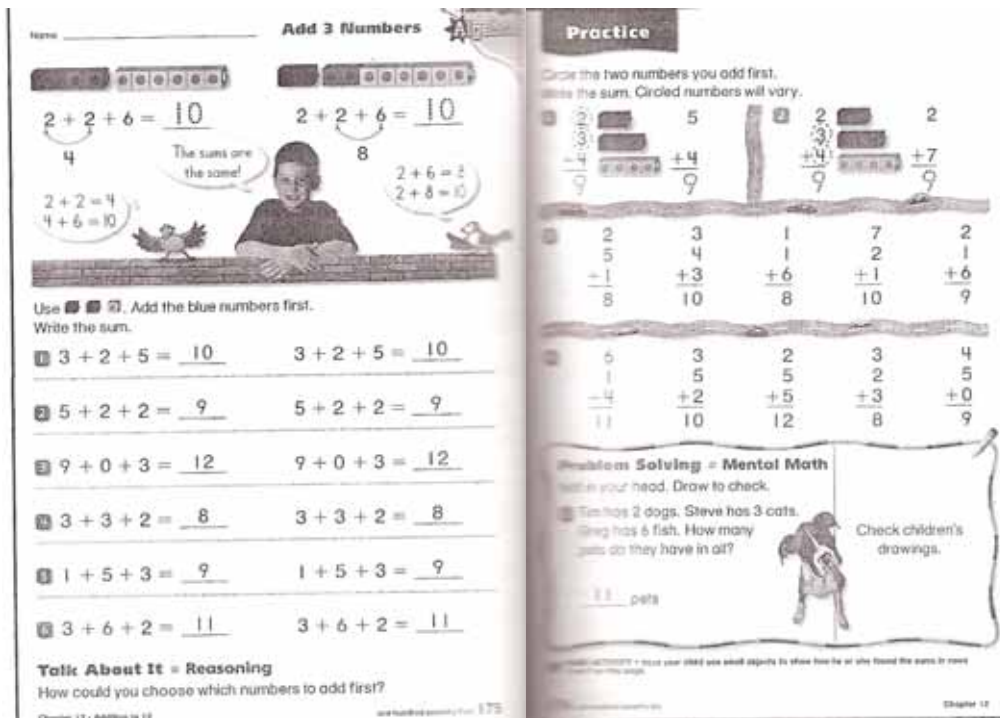 Name
Add 3 Numbers
2 + 2 + 6 = 10
4
2 + 2 + 6 = 10
8
The sums are
the same!
2 + 2 = 4
4 + 6 = 10
2 + 6 = 8
2 + 8 = 10
Use . Add the blue numbers first.
Write the sum.
1 3 + 2 + 5 = 10 3 + 2 + 5 = 10
2 5 + 2 + 2 = 9 5 + 2 + 2 = 9
3 9 + 0 + 3 = 12 9 + 0 + 3 = 12
4 3 + 3 + 2 = 8 3 + 3 + 2 = 8
5 1 + 5 + 3 = 9 1 + 5 + 3 = 9
6 3 + 6 + 2 = 11 3 + 6 + 2 = 11
Talk About It = Reasoning
How could you choose which numbers to add first?
Chapter 12 • Addition to 12 175
Practice
Circle the two numbers you add first.
Write the sum. Circled numbers will vary.
2 5 2 2 2
3 3
+4 +4 +4 +7
9 9 9 9
2 3 1 7 2
5 4 1 2 1
+1 +3 +6 +1 +6
8 10 8 10 9
6 3 2 3 4
1 5 5 2 5
+4 +2 +5 +3 +0
11 10 12 8 9
Problem Solving = Mental Math
in your head. Draw to check.
Tim has 2 dogs. Steve has 3 cats.
Greg has 6 fish. How many
pets do they have in all?
11 pets
Check children's
drawings.
Chapter 12